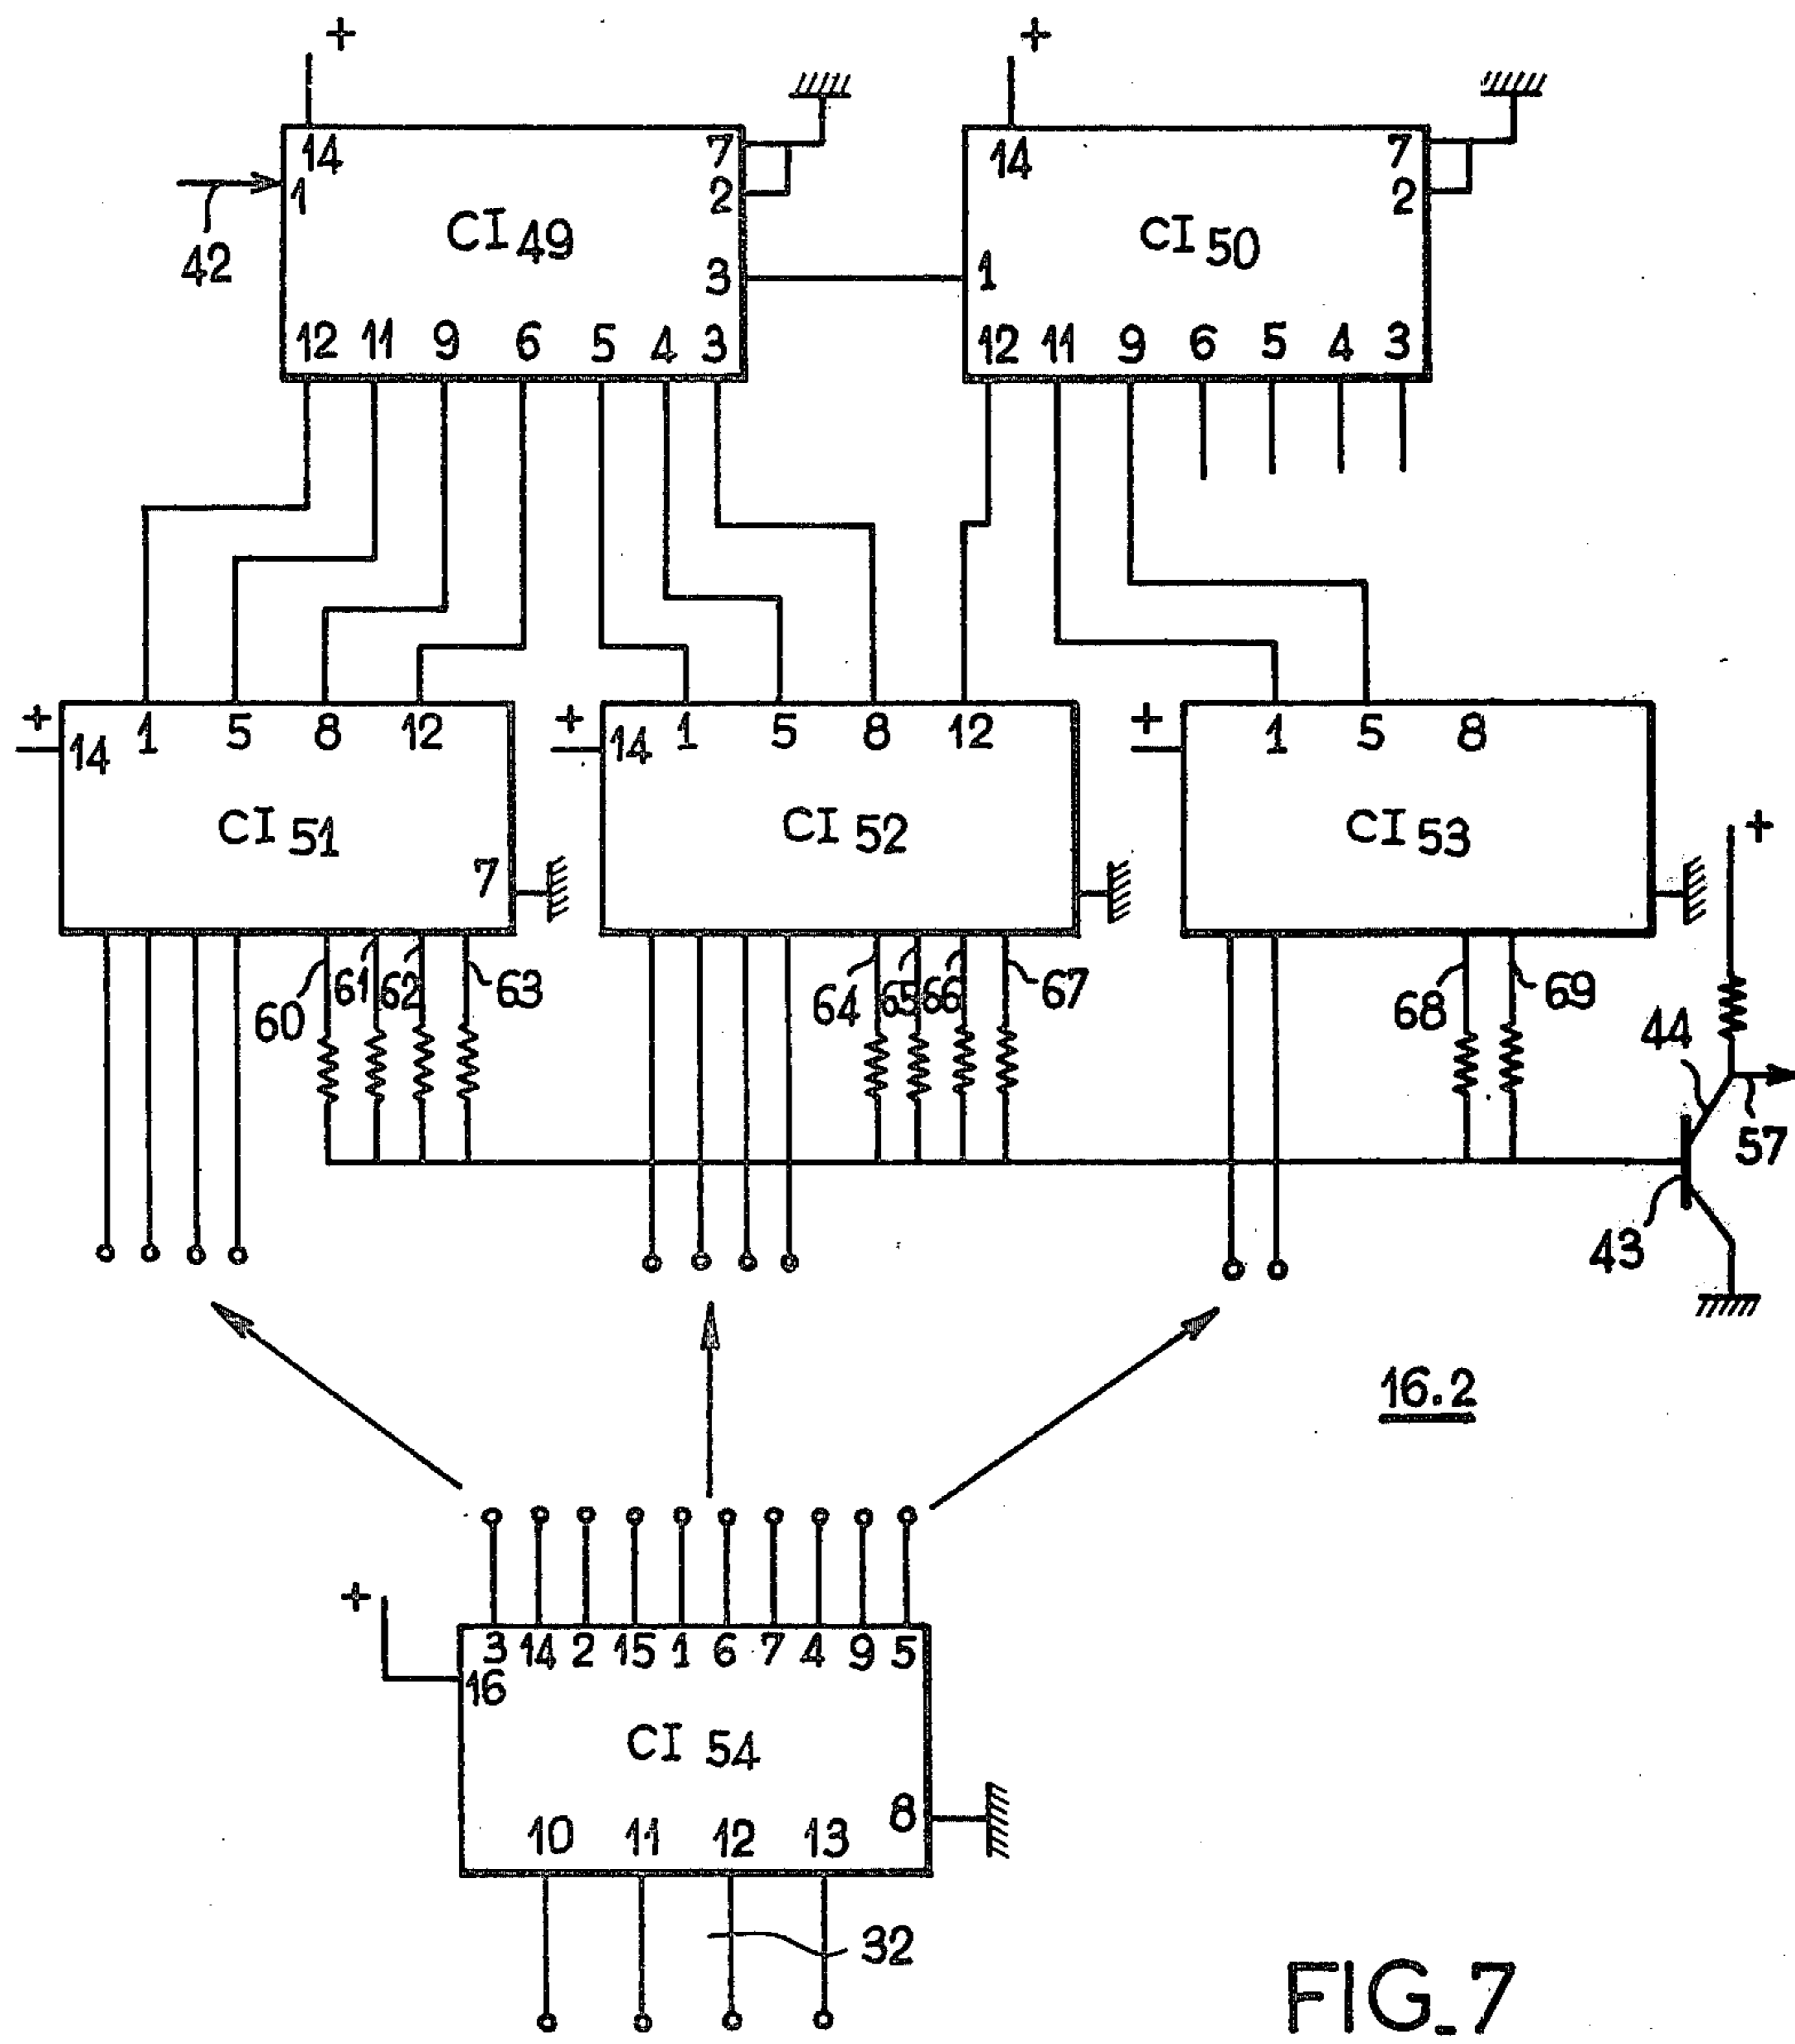 + +
14 7 14 7
1 2 2
CI 49 CI 50
42 3 1
12 11 9 6 5 4 3 12 11 9 6 5 4 3
+ 14 1 5 8 12 + 14 1 5 8 12 + 1 5 8
CI 51 CI 52 CI 53 +
7
60 61 62 63 64 65 66 67 68 69
44
57
43
16.2
+
3 14 2 15 1 6 7 4 9 5
16
CI 54
8
10 11 12 13
32
FIG_7